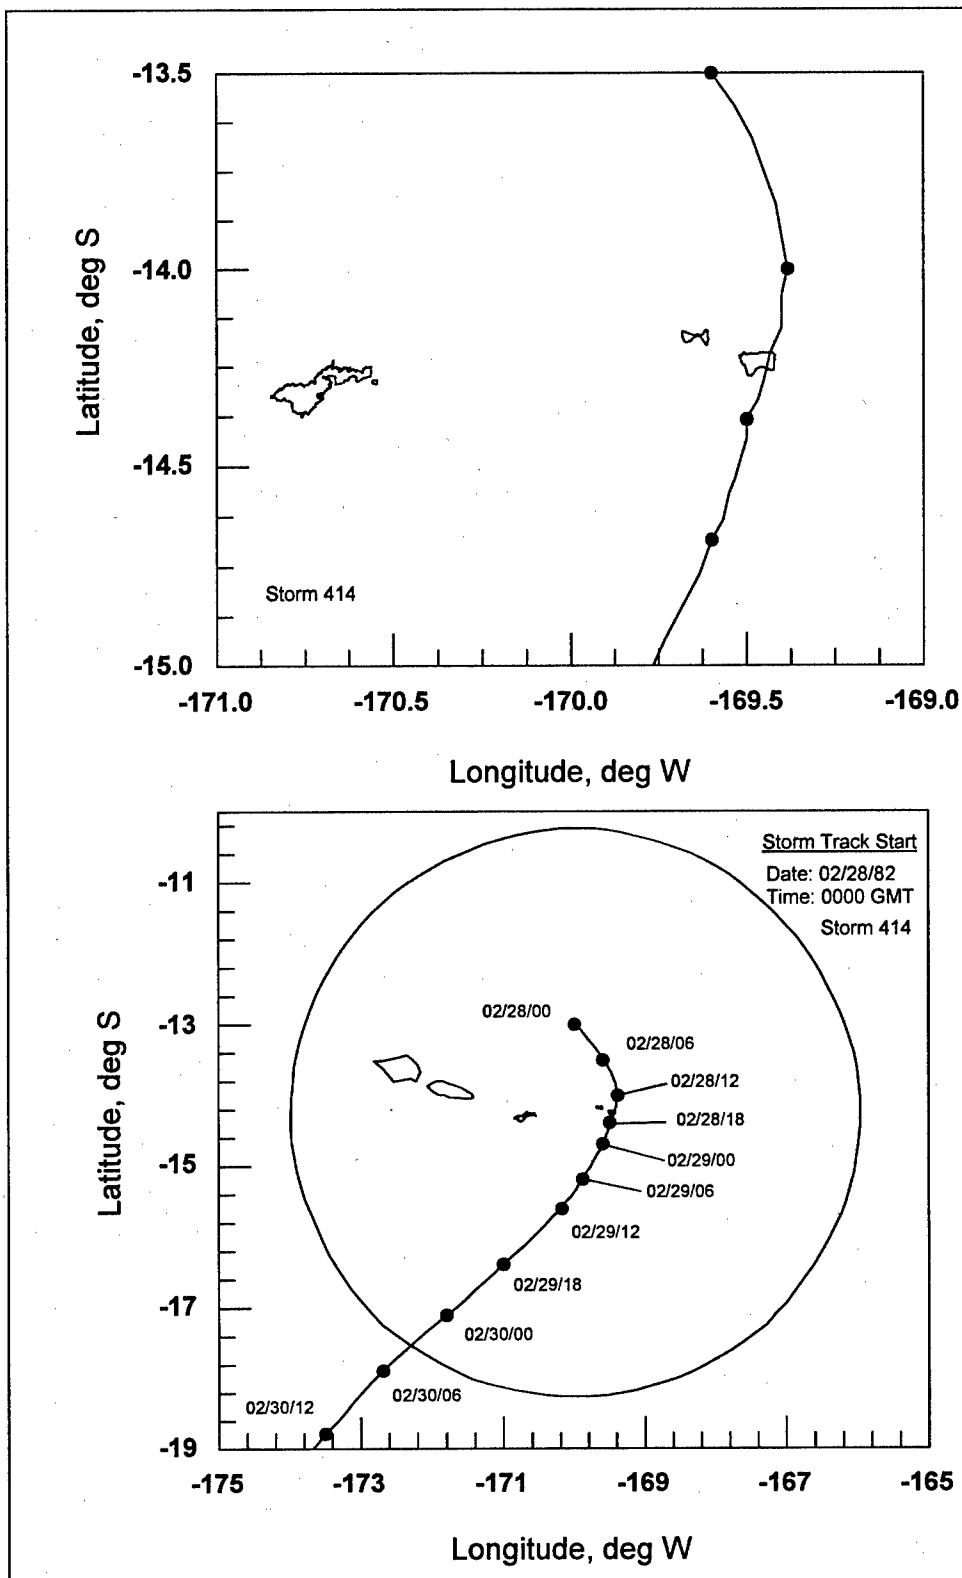 -13.5
-14.0
-14.5
-15.0
Latitude, deg S
Storm 414
-171.0 -170.5 -170.0 -169.5 -169.0
Longitude, deg W
Storm Track Start
Date: 02/28/82
Time: 0000 GMT
Storm 414
-11
-13
-15
-17
-19
Latitude, deg S
02/28/00
02/28/06
02/28/12
02/28/18
02/29/00
02/29/06
02/29/12
02/29/18
02/30/00
02/30/06
02/30/12
-175 -173 -171 -169 -167 -165
Longitude, deg W